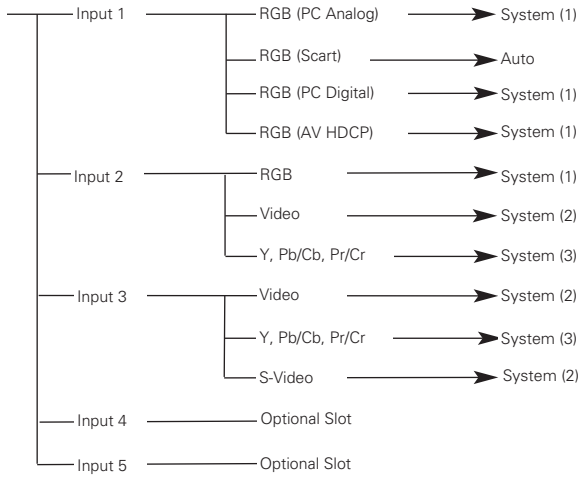 Input 1 RGB (PC Analog) System (1)
RGB (Scart) Auto
RGB (PC Digital) System (1)
RGB (AV HDCP) System (1)
Input 2 RGB System (1)
Video System (2)
Y, Pb/Cb, Pr/Cr System (3)
Input 3 Video System (2)
Y, Pb/Cb, Pr/Cr System (3)
S-Video System (2)
Input 4 Optional Slot
Input 5 Optional Slot